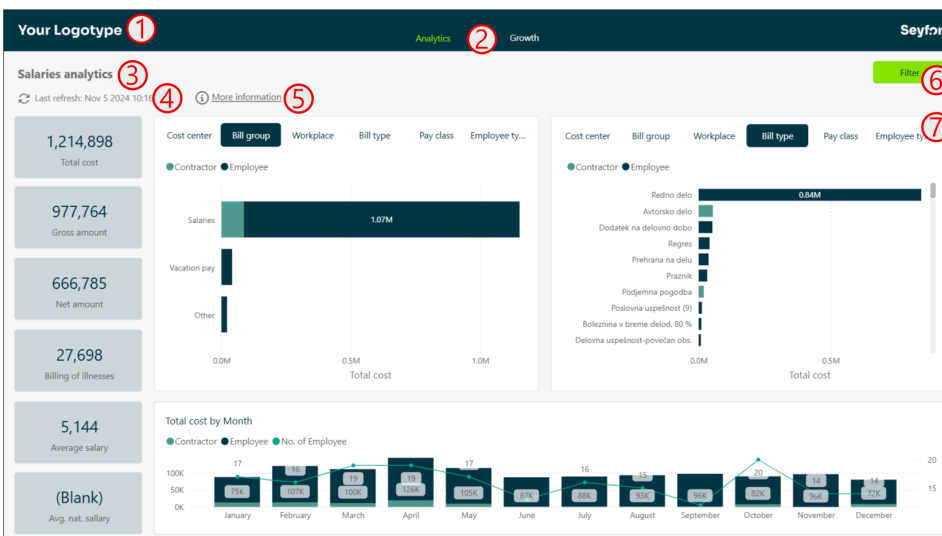 Your Logotype 1
Analytics 2 Growth
Salaries analytics 3
Last refresh: Nov 5 2024 10:16 4
More information 5
Filter 6
1,214,898
Total cost
977,764
Gross amount
666,785
Net amount
27,698
Billing of illnesses
5,144
Average salary
(Blank)
Avg. nat. sallary
Cost center Bill group Workplace Bill type Pay class Employee ty...
Contractor Employee
Salaries 1.07M
Vacation pay
Other
0.0M 0.5M 1.0M
Total cost
Cost center Bill group Workplace Bill type Pay class Employee ty 7
Contractor Employee
Redno delo 0.84M
Avtorsko delo
Dodatek na delovno dobo
Regres
Prehrana na delu
Praznik
Podjemna pogodba
Poslovna uspešnost (9)
Boleznina v breme delod. 80 %
Delovna uspešnost-povečan obs.
0.0M 0.5M
Total cost
Total cost by Month
Contractor Employee No. of Employee
17 16 19 19 17 16 15 20 14 14
100K
50K
0K
75K 107K 100K 126K 105K 87K 88K 93K 96K 82K 96K 72K
20
15
January February March April May June July August September October November December